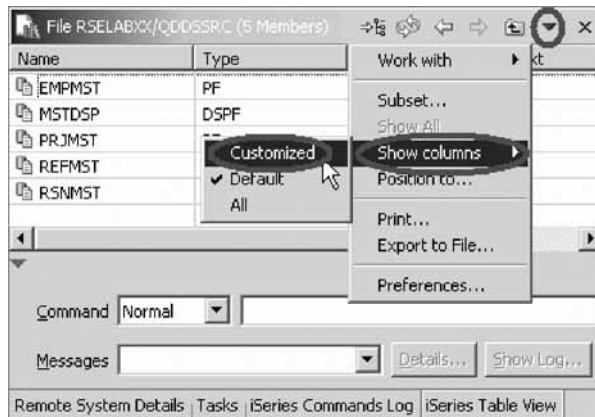 File RSELABXX/QDDSSRC (5 Members)
Name Type
EMPMST PF
MSTDSP DSPF
PRJMST
REFMST
RSNMST
Work with
Subset...
Show All
Show columns
Position to...
Print...
Export to File...
Preferences...
Customized
Default
All
Command Normal
Messages Details... Show Log...
Remote System Details Tasks iSeries Commands Log iSeries Table View